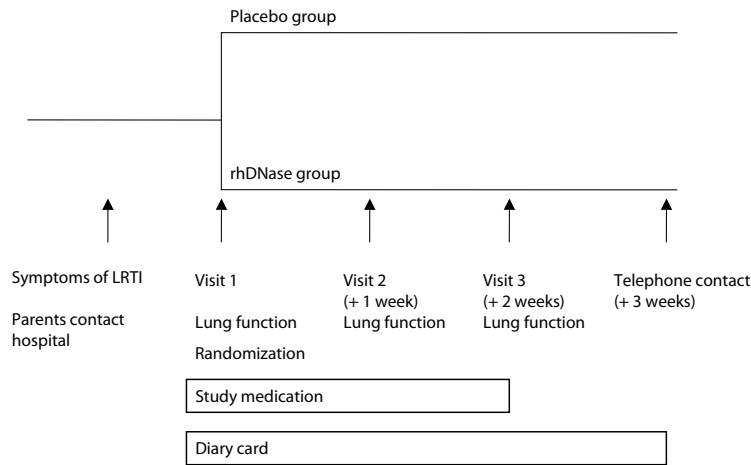 Placebo group
rhDNase group
Symptoms of LRTI
Parents contact
hospital
Visit 1
Lung function
Randomization
Visit 2
(+ 1 week)
Lung function
Visit 3
(+ 2 weeks)
Lung function
Telephone contact
(+ 3 weeks)
Study medication
Diary card